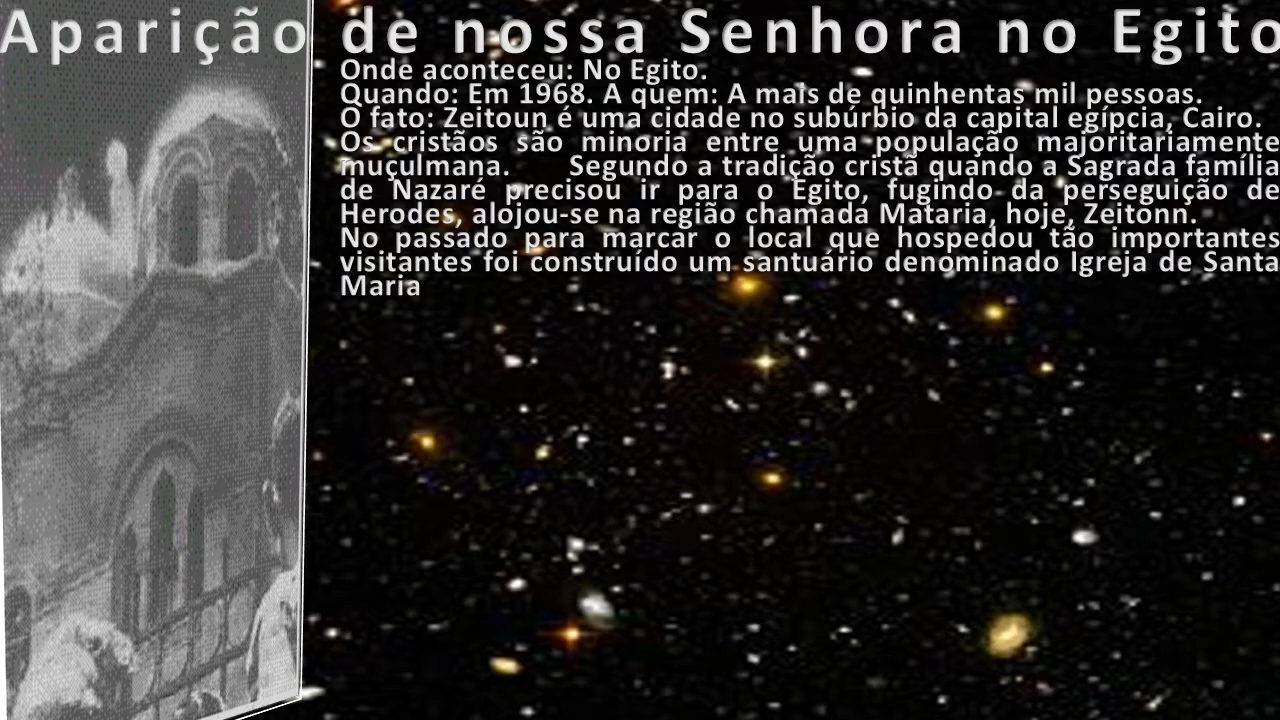 Aparição de nossa Senhora no Egito
Onde aconteceu: No Egito.
Quando: Em 1968. A quem: A mais de quinhentas mil pessoas.
O fato: Zeitoun é uma cidade no subúrbio da capital egípcia, Cairo.
Os cristãos são minoria entre uma população majoritariamente
muçulmana. Segundo a tradição cristã quando a Sagrada família
de Nazaré precisou ir para o Egito, fugindo da perseguição de
Herodes, alojou-se na região chamada Mataria, hoje, Zeitonn.
No passado para marcar o local que hospedou tão importantes
visitantes foi construído um santuário denominado Igreja de Santa
Maria